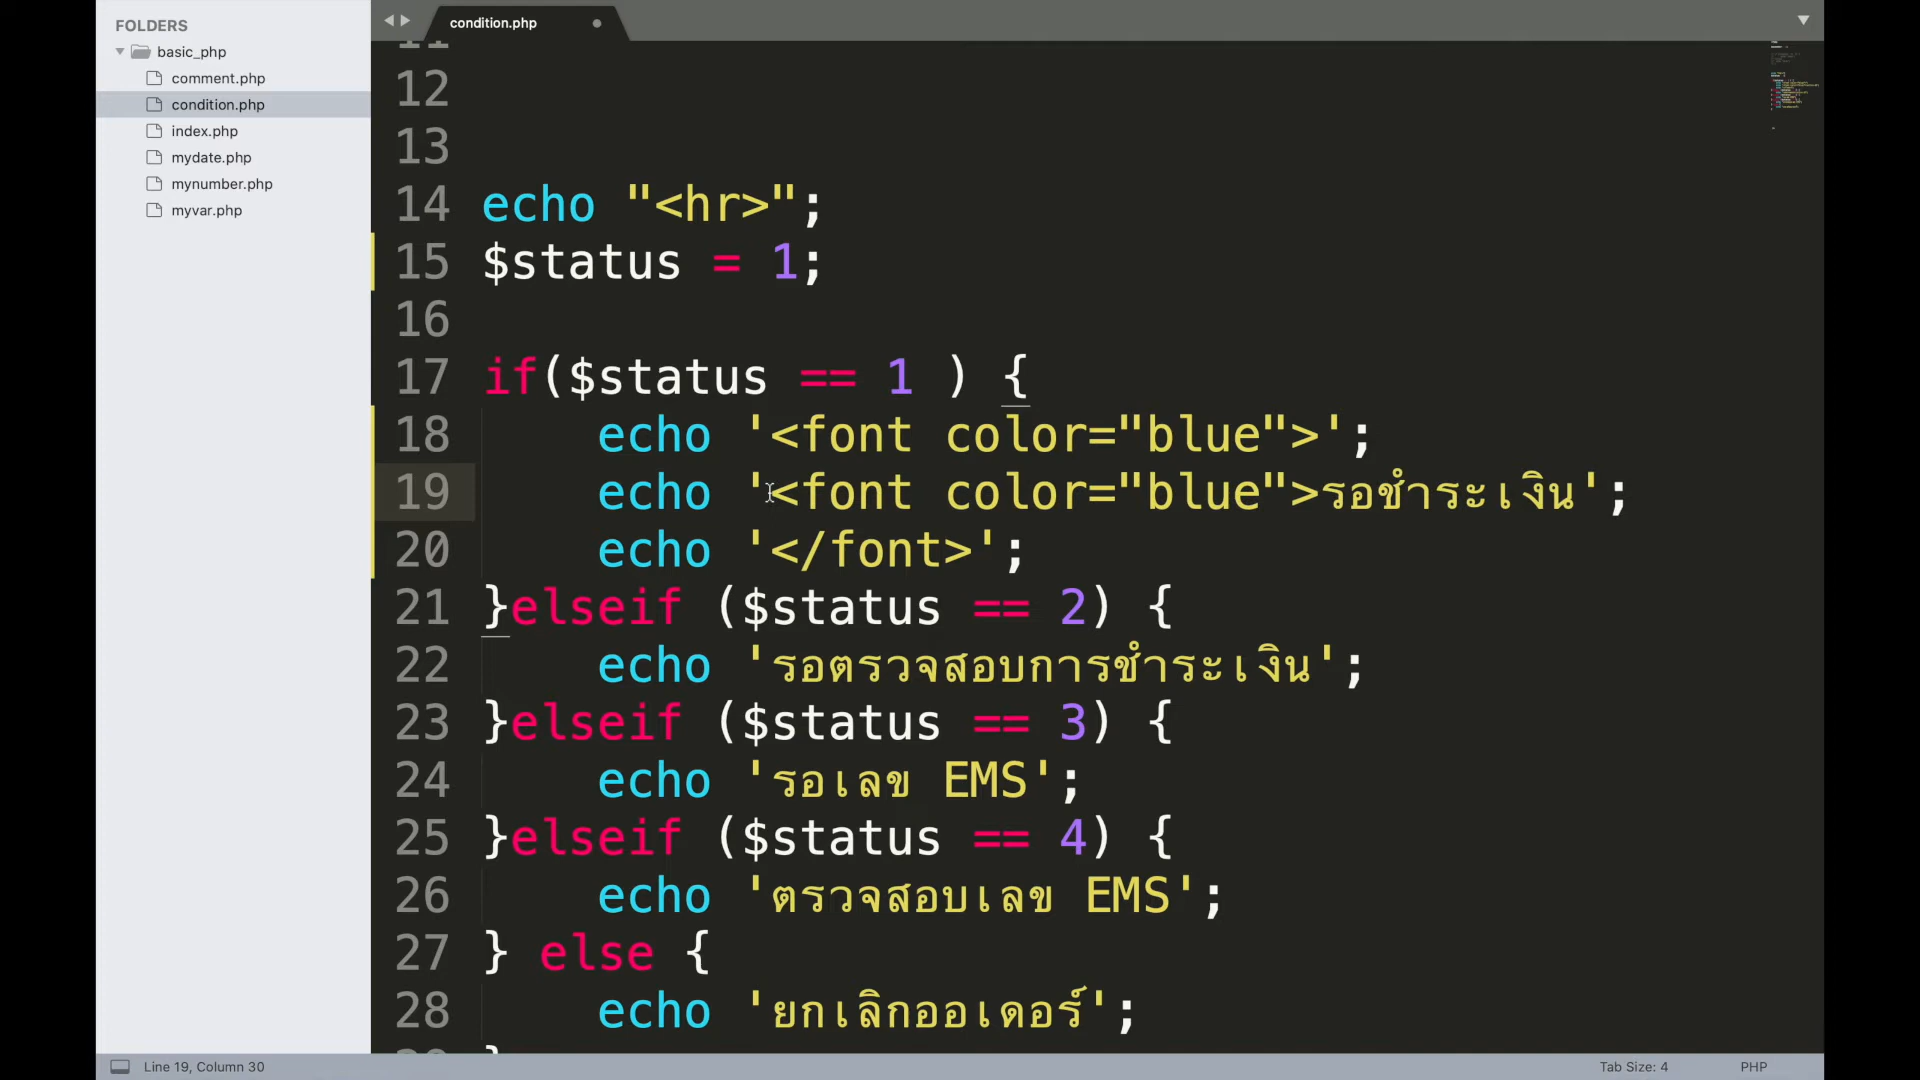 FOLDERS
basic_php
comment.php
condition.php
index.php
mydate.php
mynumber.php
myvar.php
condition.php
11
12
13
14 echo "<hr>";
15 $status = 1;
16
17 if($status == 1 ) {
18 echo '<font color="blue">';
19 echo '<font color="blue">รอชำระเงิน';
20 echo '</font>';
21 }elseif ($status == 2) {
22 echo 'รอตรวจสอบการชำระเงิน';
23 }elseif ($status == 3) {
24 echo 'รอเลข EMS';
25 }elseif ($status == 4) {
26 echo 'ตรวจสอบเลข EMS';
27 } else {
28 echo 'ยกเลิกออเดอร์';
Line 19, Column 30
Tab Size: 4
PHP